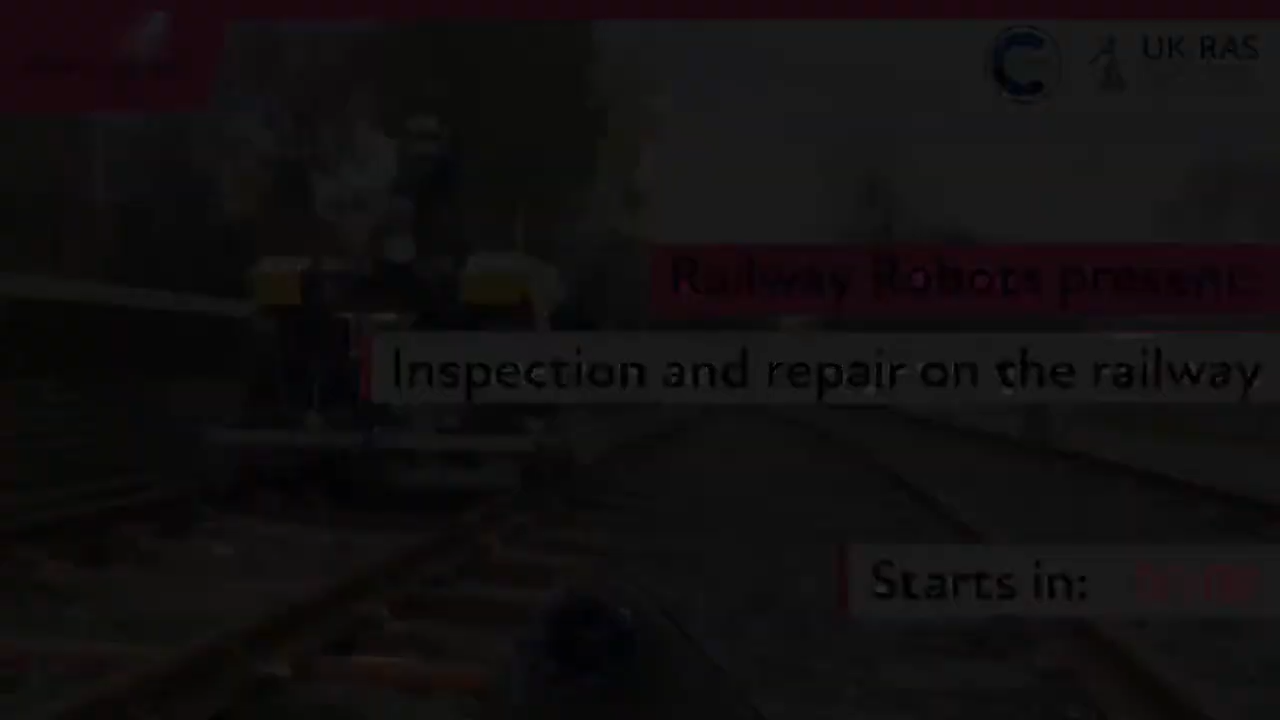 UK RAS
Railway Robots present:
Inspection and repair on the railway
Starts in: